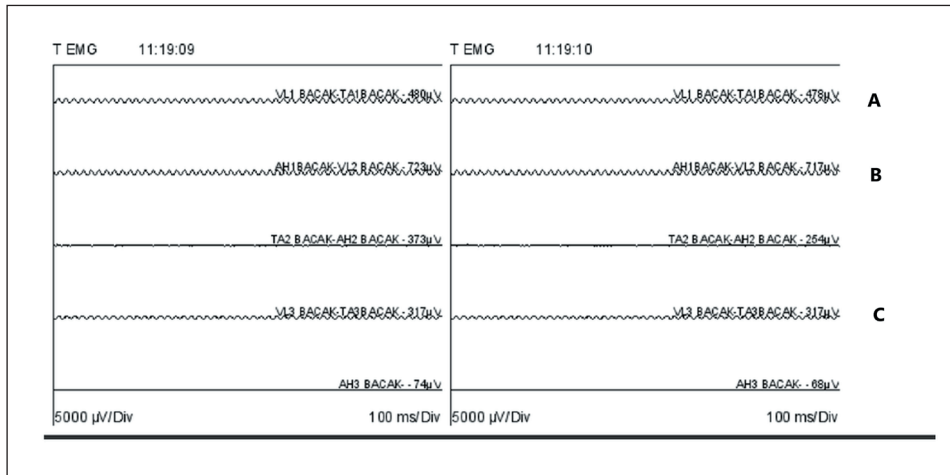 T EMG 11:19:09
VL1 BACAK-TA1BACAK - 480µV
AH1BACAK-VL2 BACAK - 723µV
TA2 BACAK-AH2 BACAK - 373µV
VL3 BACAK-TA3BACAK - 317µV
AH3 BACAK- - 74µV
5000 µV/Div 100 ms/Div
T EMG 11:19:10
VL1 BACAK-TA1BACAK - 478µV
AH1BACAK-VL2 BACAK - 717µV
TA2 BACAK-AH2 BACAK - 254µV
VL3 BACAK-TA3BACAK - 317µV
AH3 BACAK- - 68µV
5000 µV/Div 100 ms/Div
A
B
C